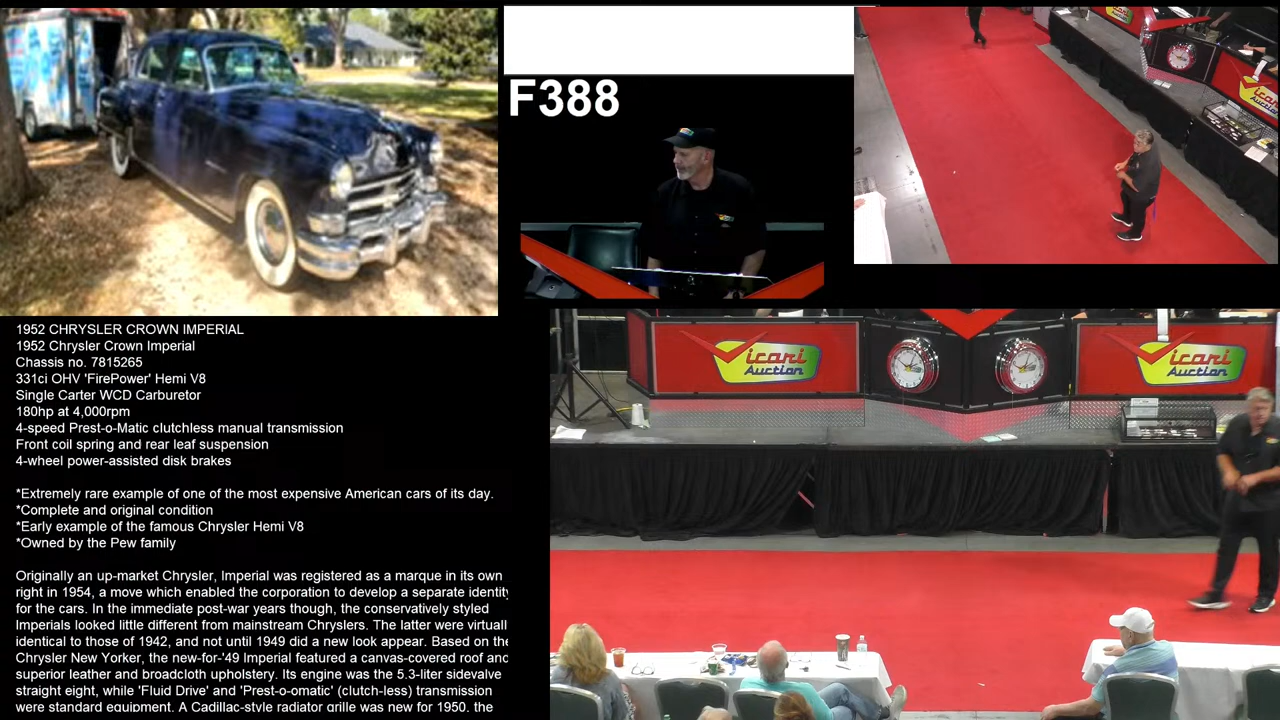 F388
Vicari
Auction
Vicari
Auction
1952 CHRYSLER CROWN IMPERIAL
1952 Chrysler Crown Imperial
Chassis no. 7815265
331ci OHV 'FirePower' Hemi V8
Single Carter WCD Carburetor
180hp at 4,000rpm
4-speed Prest-o-Matic clutchless manual transmission
Front coil spring and rear leaf suspension
4-wheel power-assisted disk brakes
*Extremely rare example of one of the most expensive American cars of its day.
*Complete and original condition
*Early example of the famous Chrysler Hemi V8
*Owned by the Pew family
Originally an up-market Chrysler, Imperial was registered as a marque in its own
right in 1954, a move which enabled the corporation to develop a separate identity
for the cars. In the immediate post-war years though, the conservatively styled
Imperials looked little different from mainstream Chryslers. The latter were virtuall
identical to those of 1942, and not until 1949 did a new look appear. Based on the
Chrysler New Yorker, the new-for-'49 Imperial featured a canvas-covered roof and
superior leather and broadcloth upholstery. Its engine was the 5.3-liter sidevalve
straight eight, while 'Fluid Drive' and 'Prest-o-omatic' (clutch-less) transmission
were standard equipment. A Cadillac-style radiator grille was new for 1950, the